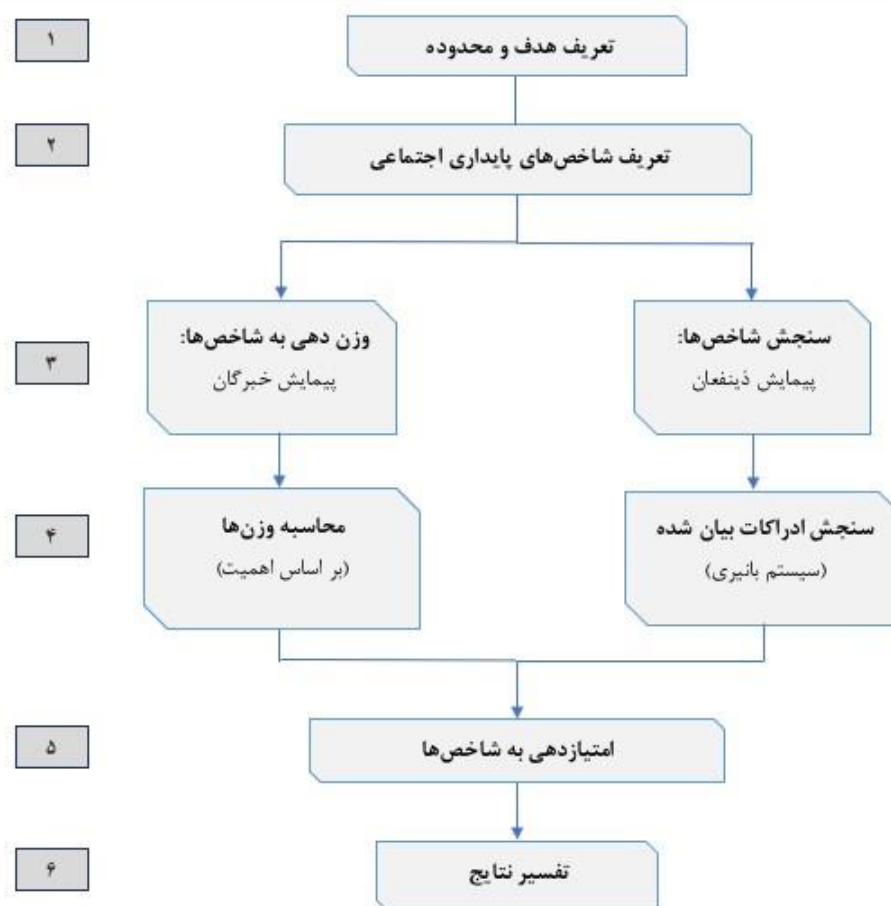 ۱
تعریف هدف و محدوده
۲
تعریف شاخص‌های پایداری اجتماعی
۳
سنجش شاخص‌ها:
پیمایش ذینفعان
وزن دهی به شاخص‌ها:
پیمایش خبرگان
۴
سنجش ادراکات بیان شده
(سیستم بانیری)
محاسبه وزن‌ها
(بر اساس اهمیت)
۵
امتیازدهی به شاخص‌ها
۶
تفسیر نتایج